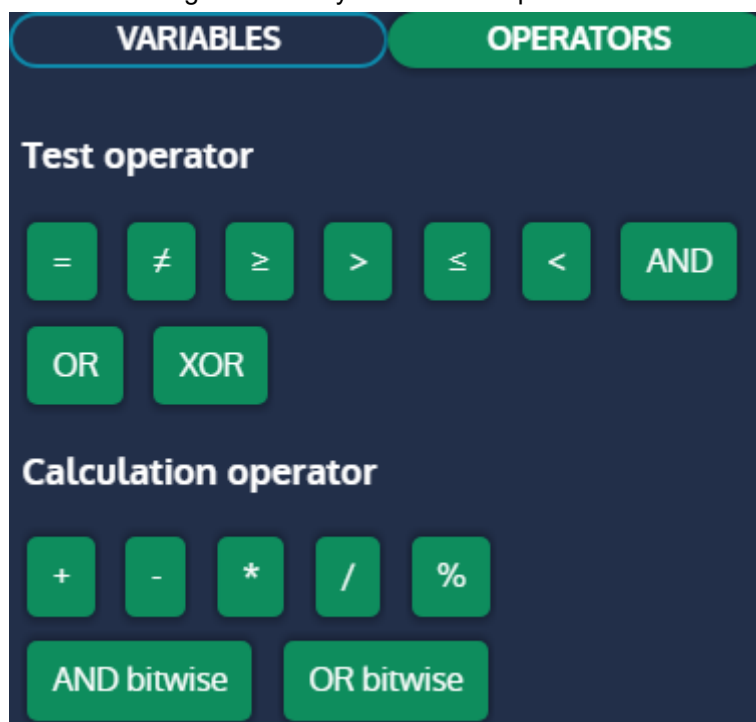 VARIABLES OPERATORS
Test operator
= ≠ ≥ > ≤ < AND
OR XOR
Calculation operator
+ - * / %
AND bitwise OR bitwise